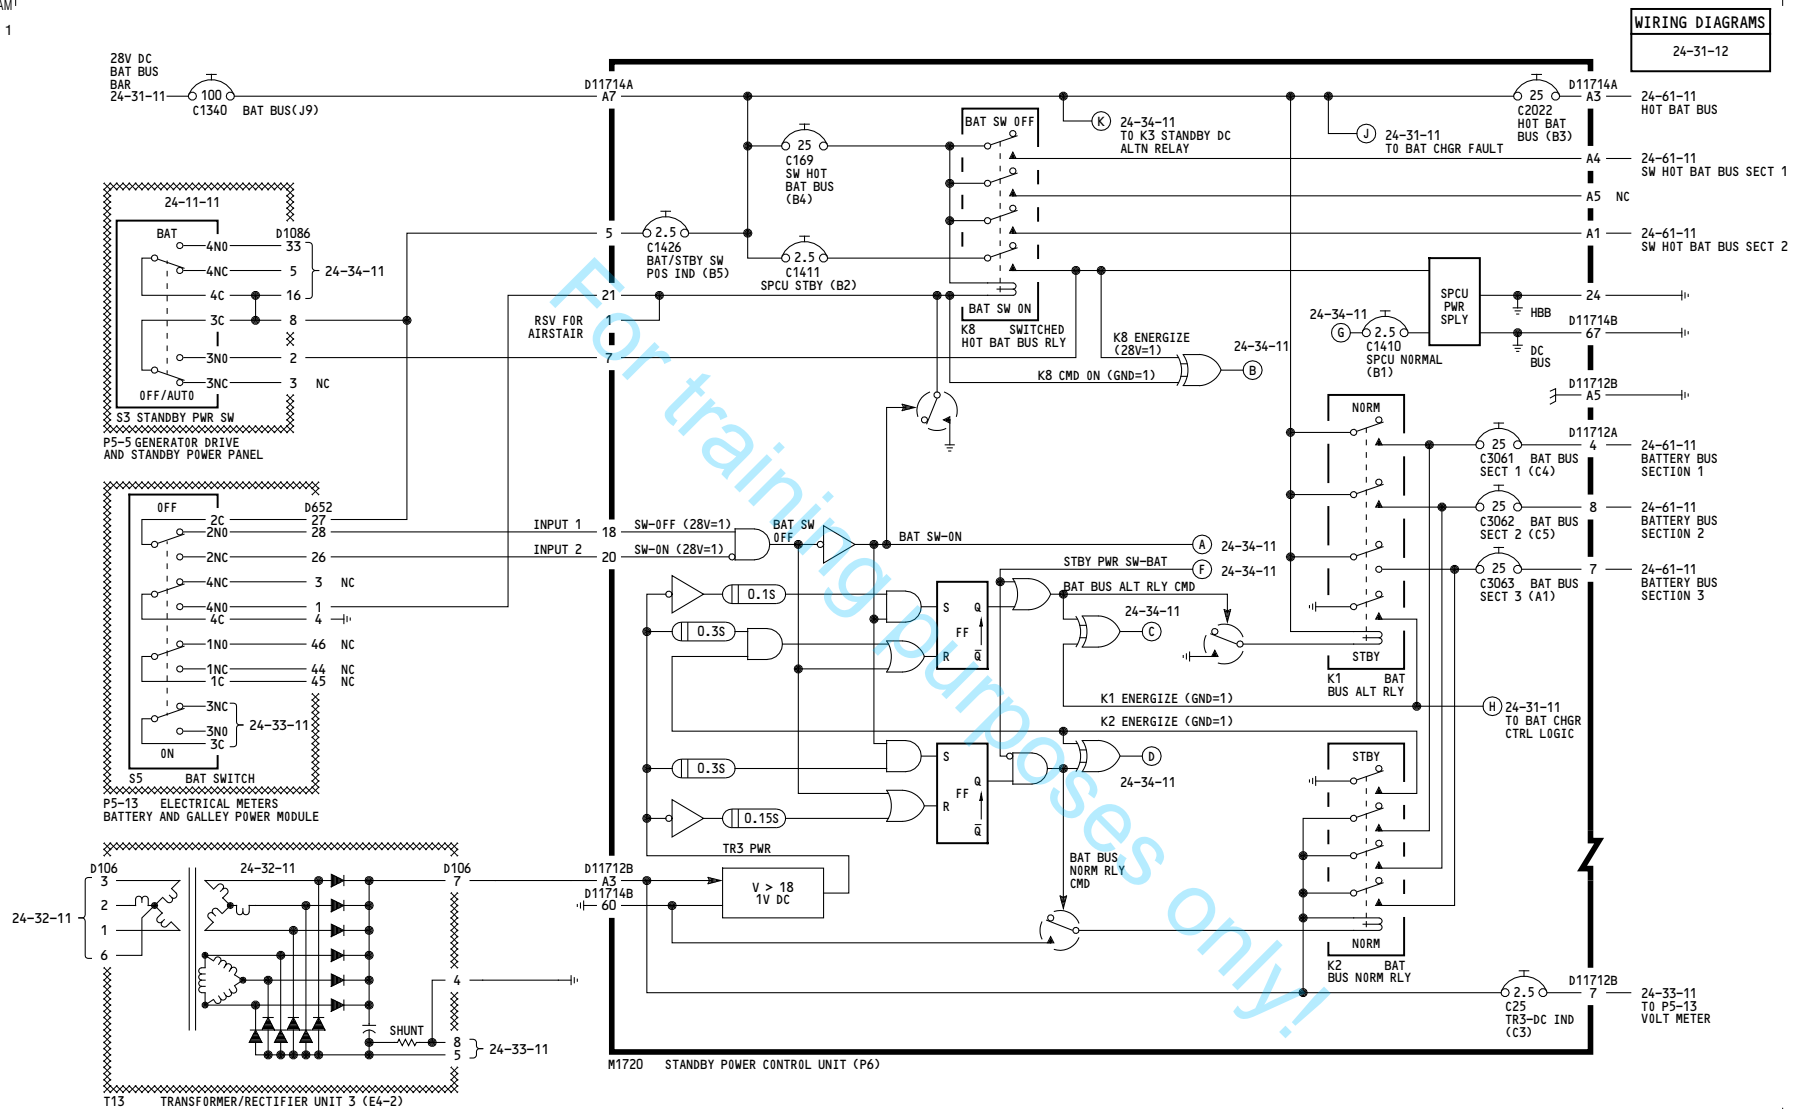 AM
1
WIRING DIAGRAMS
24-31-12
28V DC
BAT BUS
BAR
24-31-11
100
C1340 BAT BUS(J9)
D11714A
A7
K
24-34-11
TO K3 STANDBY DC
ALTN RELAY
J
24-31-11
TO BAT CHGR FAULT
25
C2022
HOT BAT
BUS (B3)
D11714A
A3
24-61-11
HOT BAT BUS
A4
24-61-11
SW HOT BAT BUS SECT 1
A5 NC
A1
24-61-11
SW HOT BAT BUS SECT 2
BAT SW OFF
BAT SW ON
K8 SWITCHED
HOT BAT BUS RLY
25
C169
SW HOT
BAT BUS
(B4)
5
2.5
C1426
BAT/STBY SW
POS IND (B5)
2.5
C1411
SPCU STBY (B2)
21
RSV FOR
AIRSTAIR
1
7
24-11-11
BAT
D1086
4NO
33
4NC
5
24-34-11
4C
16
3C
8
3NO
2
3NC
3 NC
OFF/AUTO
S3 STANDBY PWR SW
P5-5 GENERATOR DRIVE
AND STANDBY POWER PANEL
K8 ENERGIZE
(28V=1)
K8 CMD ON (GND=1)
24-34-11
B
24-34-11
G
2.5
C1410
SPCU NORMAL
(B1)
SPCU
PWR
SPLY
24
HBB
D11714B
67
DC
BUS
D11712B
A5
NORM
STBY
K1 BAT
BUS ALT RLY
25
C3061 BAT BUS
SECT 1 (C4)
D11712A
4
24-61-11
BATTERY BUS
SECTION 1
25
C3062 BAT BUS
SECT 2 (C5)
8
24-61-11
BATTERY BUS
SECTION 2
25
C3063 BAT BUS
SECT 3 (A1)
7
24-61-11
BATTERY BUS
SECTION 3
OFF
D652
2C
27
2NO
28
2NC
26
4NC
3 NC
4NO
1
4C
4
1NO
46 NC
1NC
44 NC
1C
45 NC
3NC
3NO
3C
24-33-11
ON
S5 BAT SWITCH
P5-13 ELECTRICAL METERS
BATTERY AND GALLEY POWER MODULE
INPUT 1
18
SW-OFF (28V=1)
INPUT 2
20
SW-ON (28V=1)
BAT SW
OFF
BAT SW-ON
A
24-34-11
STBY PWR SW-BAT
F
24-34-11
BAT BUS ALT RLY CMD
24-34-11
C
0.1S
0.3S
S
Q
FF
R
Q
K1 ENERGIZE (GND=1)
H
24-31-11
TO BAT CHGR
CTRL LOGIC
K2 ENERGIZE (GND=1)
D
24-34-11
0.3S
0.15S
S
Q
FF
R
Q
STBY
NORM
K2 BAT
BUS NORM RLY
BAT BUS
NORM RLY
CMD
TR3 PWR
V > 18
1V DC
D11712B
A3
D11714B
60
24-32-11
D106
3
2
1
6
24-32-11
D106
7
4
SHUNT
8
5
24-33-11
T13 TRANSFORMER/RECTIFIER UNIT 3 (E4-2)
2.5
C25
TR3-DC IND
(C3)
D11712B
7
24-33-11
TO P5-13
VOLT METER
M1720 STANDBY POWER CONTROL UNIT (P6)
For training purposes only!